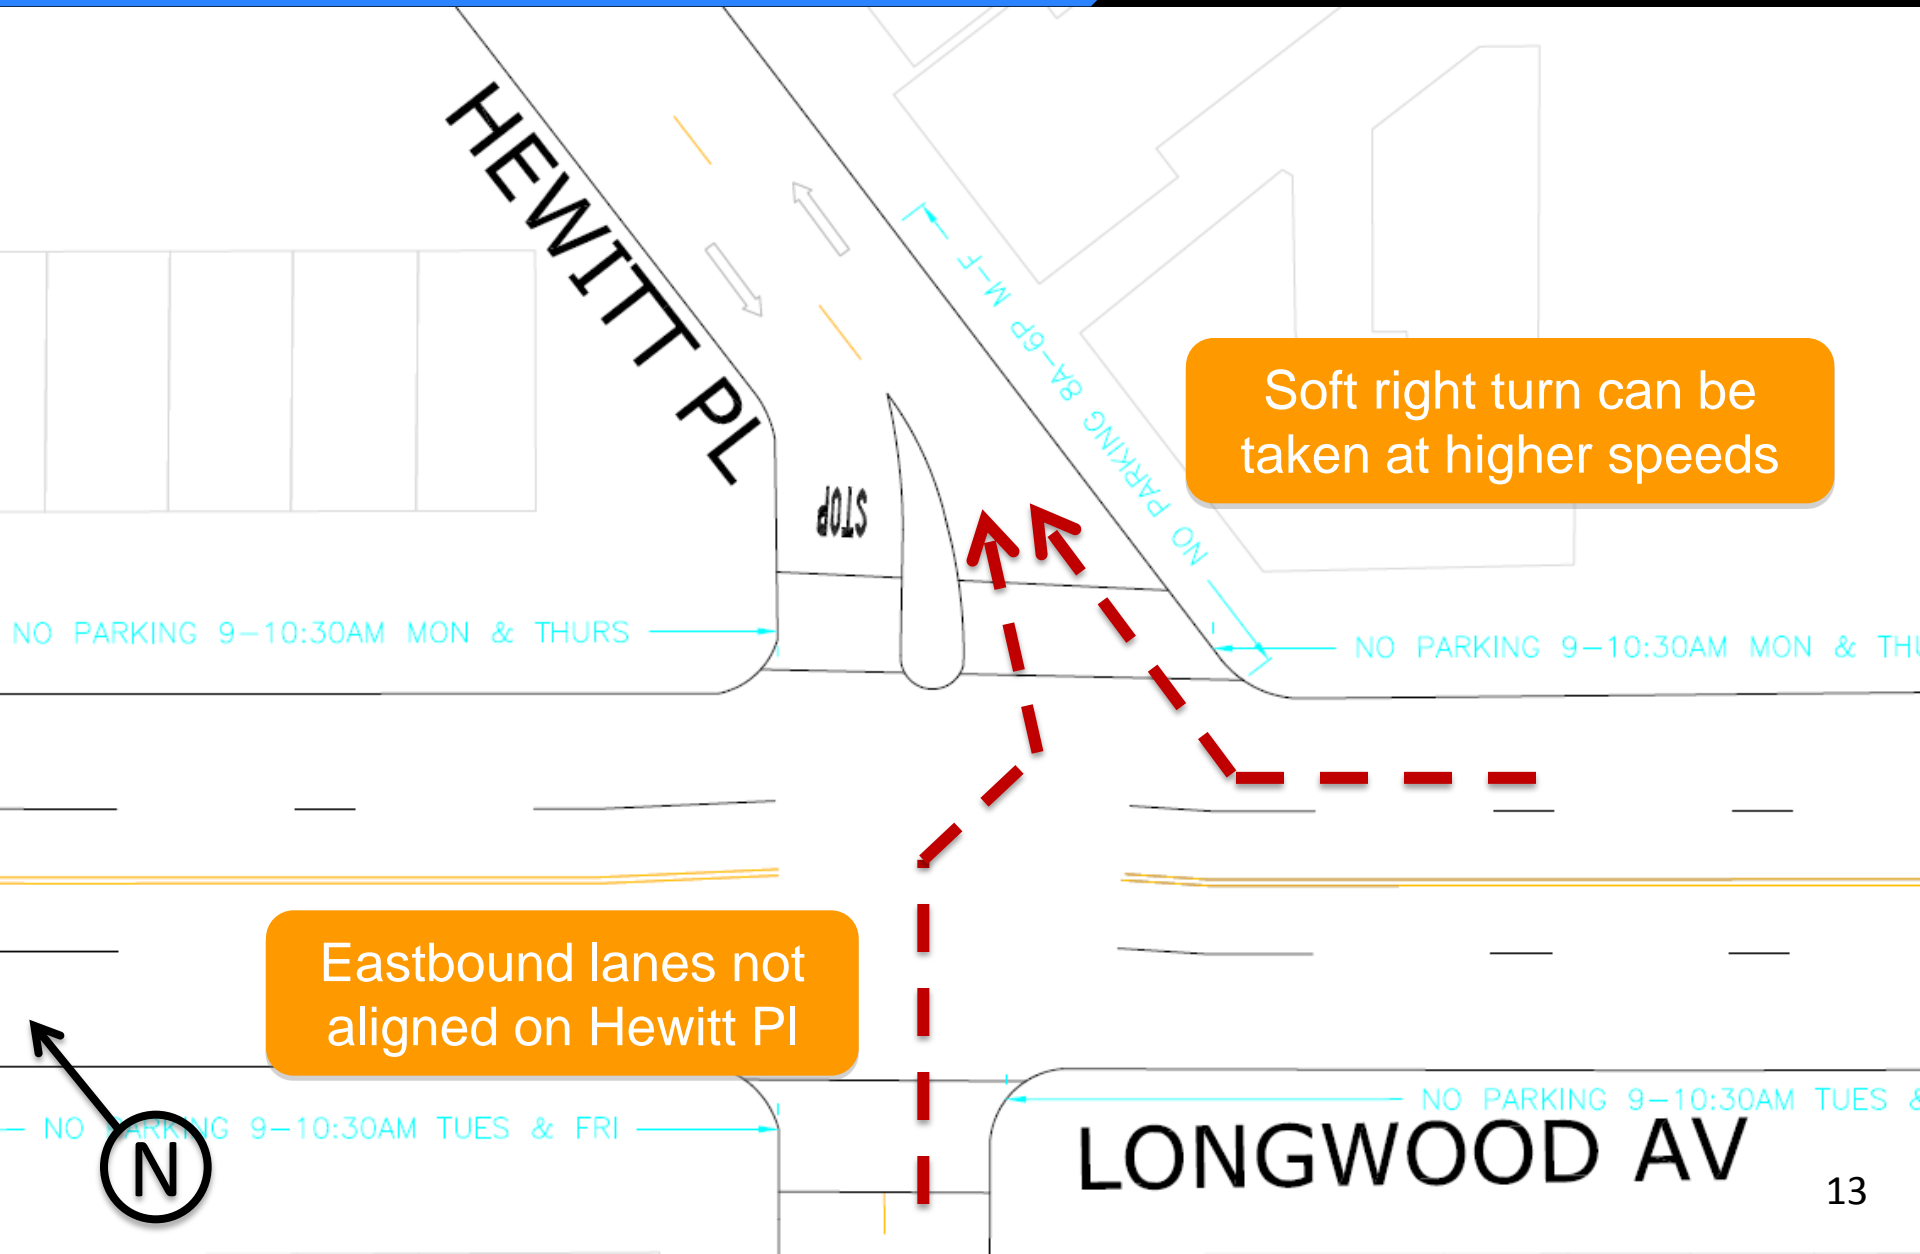 HEWITT PL
NO PARKING 8A-6P M-F
Soft right turn can be
taken at higher speeds
STOP
NO PARKING 9-10:30AM MON & THURS
NO PARKING 9-10:30AM MON & THU
Eastbound lanes not
aligned on Hewitt Pl
NO PARKING 9-10:30AM TUES & FRI
NO PARKING 9-10:30AM TUES &
N
LONGWOOD AV
13